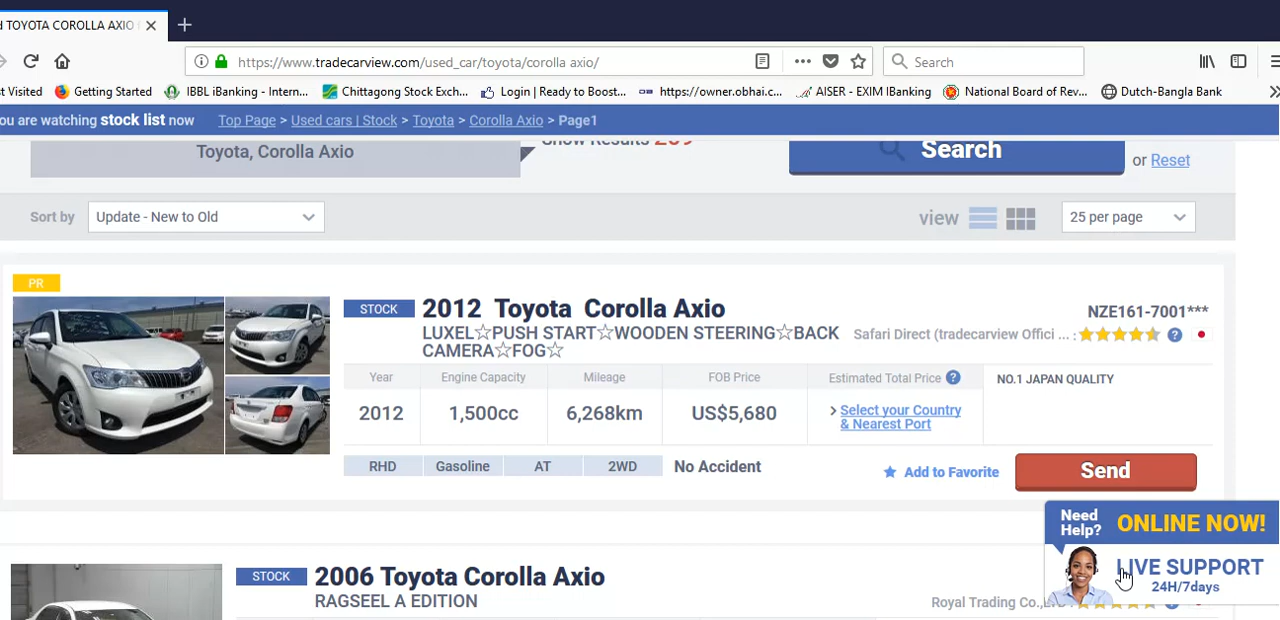 d TOYOTA COROLLA AXIO
https://www.tradecarview.com/used_car/toyota/corolla axio/
Search
t Visited Getting Started IBBL iBanking - Intern... Chittagong Stock Exch... Login | Ready to Boost... https://owner.obhai.c... AISER - EXIM IBanking National Board of Rev... Dutch-Bangla Bank
ou are watching stock list now Top Page > Used cars | Stock > Toyota > Corolla Axio > Page1
Toyota, Corolla Axio
Show Results 209
Search
or Reset
Sort by Update - New to Old view 25 per page
PR
STOCK 2012 Toyota Corolla Axio NZE161-7001***
LUXEL☆PUSH START☆WOODEN STEERING☆BACK
CAMERA☆FOG☆
Safari Direct (tradecarview Offici ... :
Year Engine Capacity Mileage FOB Price Estimated Total Price ? NO.1 JAPAN QUALITY
2012 1,500cc 6,268km US$5,680 > Select your Country
& Nearest Port
RHD Gasoline AT 2WD No Accident Add to Favorite Send
Need
Help?
ONLINE NOW!
LIVE SUPPORT
24H/7days
STOCK 2006 Toyota Corolla Axio
RAGSEEL A EDITION
Royal Trading Co.,